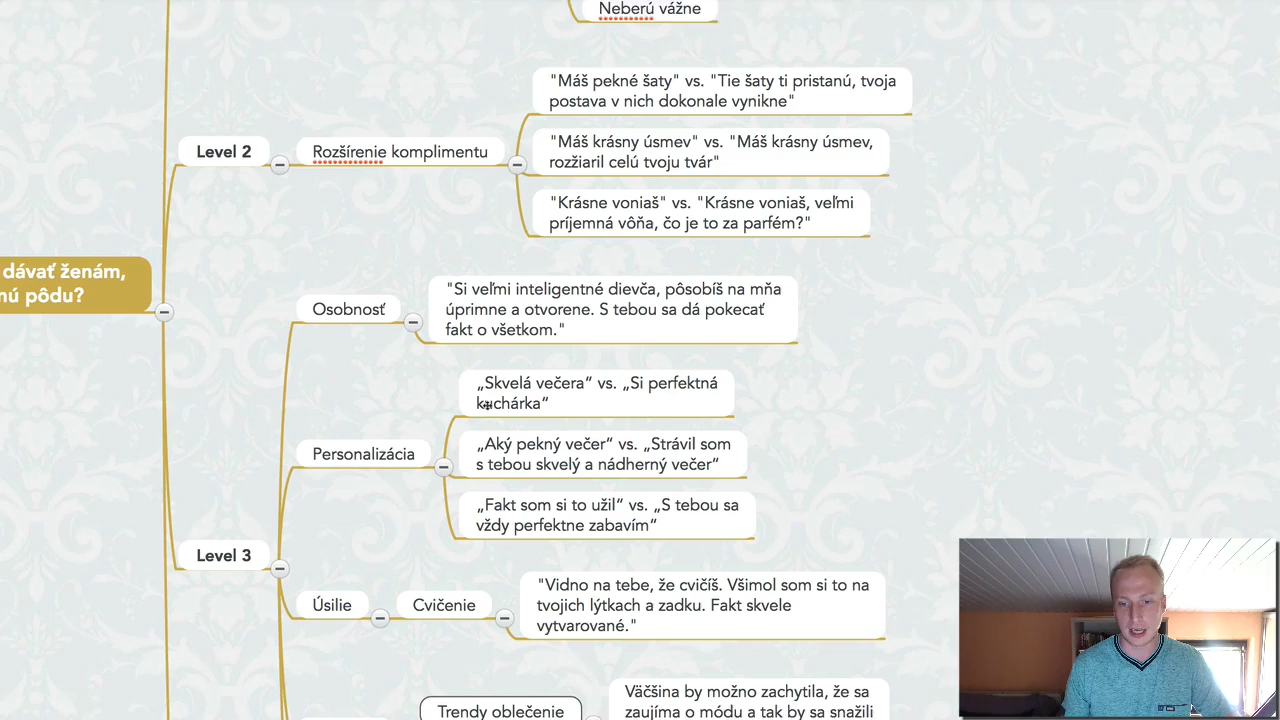 Neberú vážne
"Máš pekné šaty" vs. "Tie šaty ti pristanú, tvoja
postava v nich dokonale vynikne"
Level 2
Rozšírenie komplimentu
"Máš krásny úsmev" vs. "Máš krásny úsmev,
rozžiaril celú tvoju tvár"
"Krásne voniaš" vs. "Krásne voniaš, veľmi
príjemná vôňa, čo je to za parfém?"
dávať ženám,
nú pôdu?
Osobnosť
"Si veľmi inteligentné dievča, pôsobíš na mňa
úprimne a otvorene. S tebou sa dá pokecať
fakt o všetkom."
„Skvelá večera“ vs. „Si perfektná
kuchárka“
Personalizácia
„Aký pekný večer“ vs. „Strávil som
s tebou skvelý a nádherný večer“
„Fakt som si to užil“ vs. „S tebou sa
vždy perfektne zabavím“
Level 3
Úsilie
Cvičenie
"Vidno na tebe, že cvičíš. Všimol som si to na
tvojich lýtkach a zadku. Fakt skvele
vytvarované."
Trendy oblečenie
Väčšina by možno zachytila, že sa
zaujíma o módu a tak by sa snažili